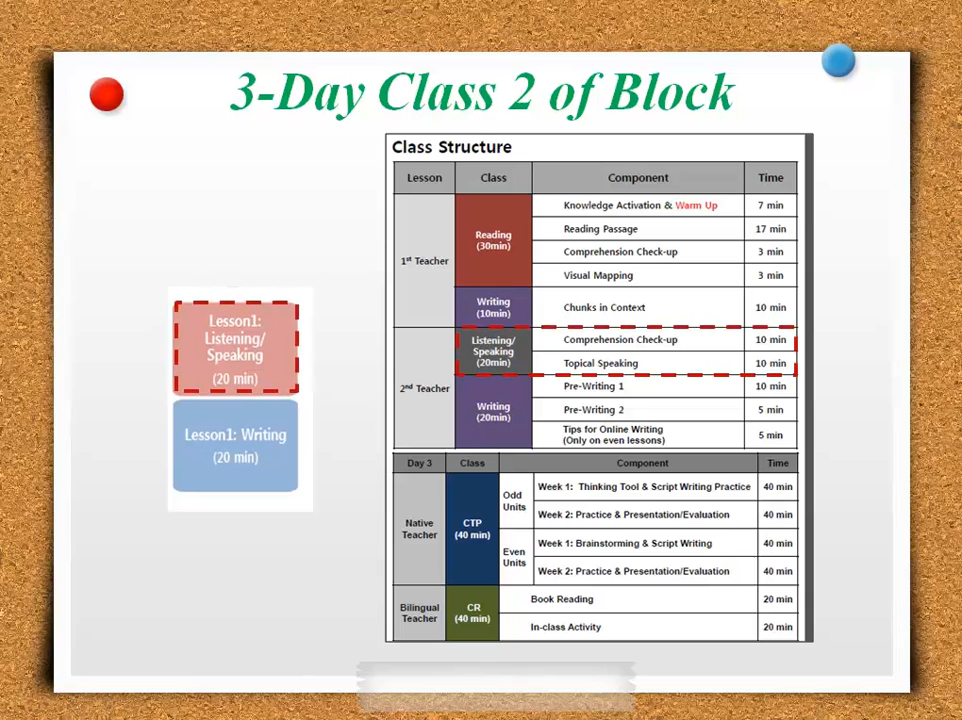 3-Day Class 2 of Block
Lesson1:
Listening/
Speaking
(20 min)
Lesson1: Writing
(20 min)
Class Structure
Lesson Class Component Time
1st Teacher
Reading
(30min)
Knowledge Activation & Warm Up 7 min
Reading Passage 17 min
Comprehension Check-up 3 min
Visual Mapping 3 min
Writing
(10min)
Chunks in Context 10 min
2nd Teacher
Listening/
Speaking
(20min)
Comprehension Check-up 10 min
Topical Speaking 10 min
Writing
(20min)
Pre-Writing 1 10 min
Pre-Writing 2 5 min
Tips for Online Writing
(Only on even lessons)
5 min
Day 3 Class Component Time
Native
Teacher
CTP
(40 min)
Odd
Units
Week 1: Thinking Tool & Script Writing Practice 40 min
Week 2: Practice & Presentation/Evaluation 40 min
Even
Units
Week 1: Brainstorming & Script Writing 40 min
Week 2: Practice & Presentation/Evaluation 40 min
Bilingual
Teacher
CR
(40 min)
Book Reading 20 min
In-class Activity 20 min